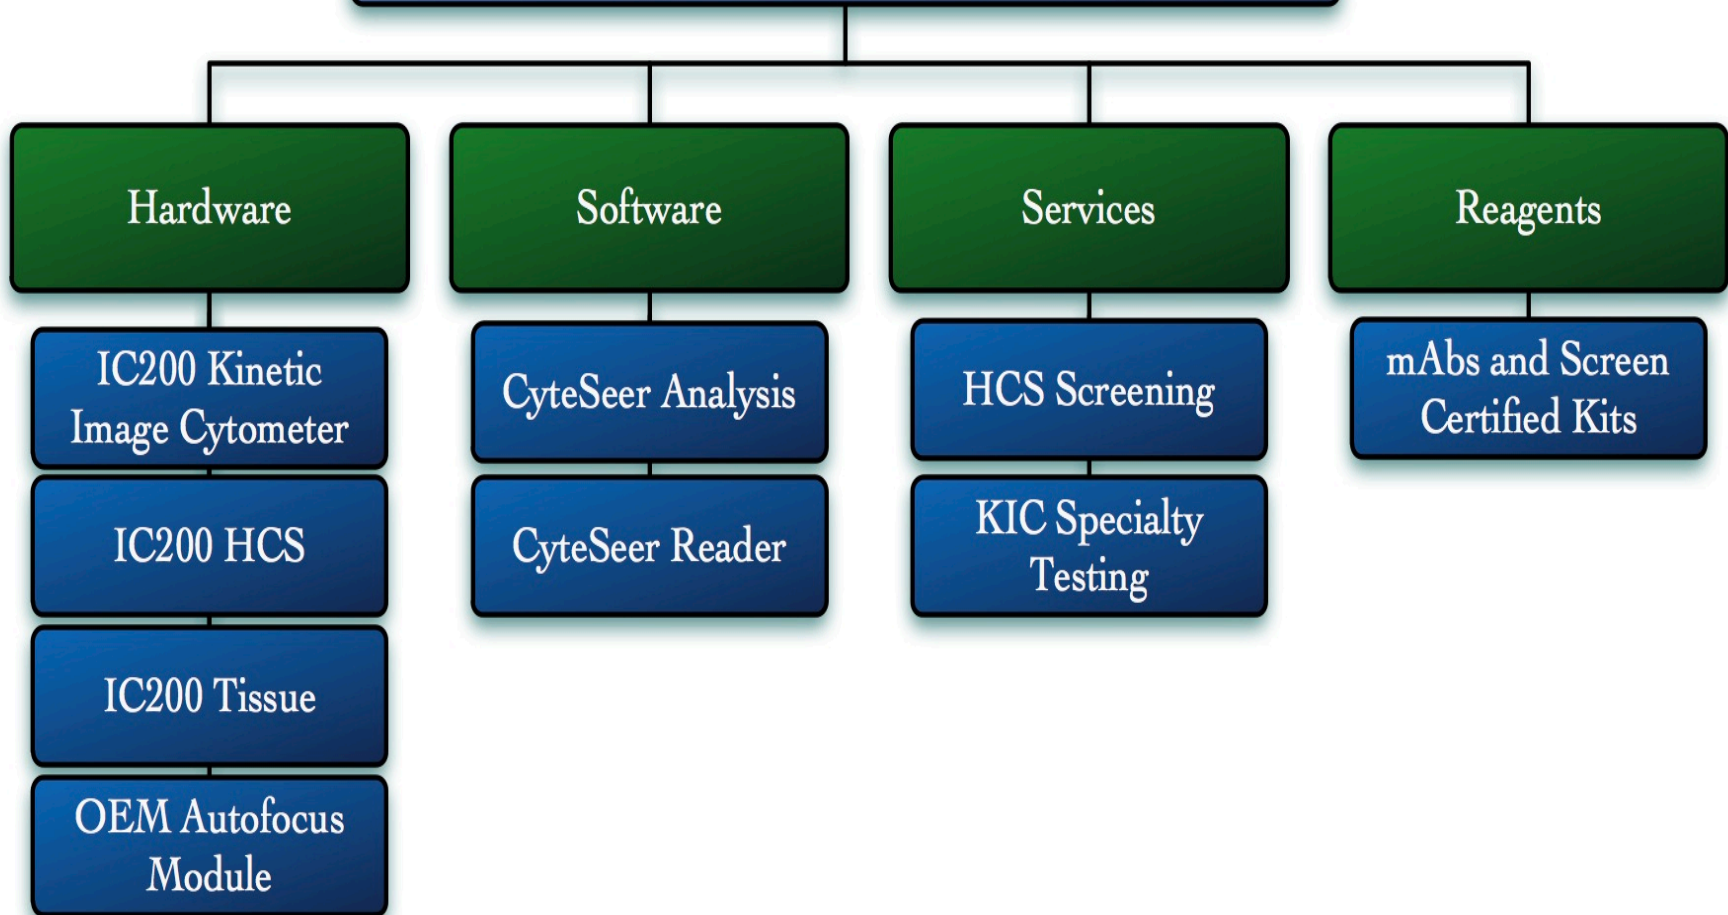 Hardware
Software
Services
Reagents
IC200 Kinetic
Image Cytometer
IC200 HCS
IC200 Tissue
OEM Autofocus
Module
CyteSeer Analysis
CyteSeer Reader
HCS Screening
KIC Specialty
Testing
mAbs and Screen
Certified Kits